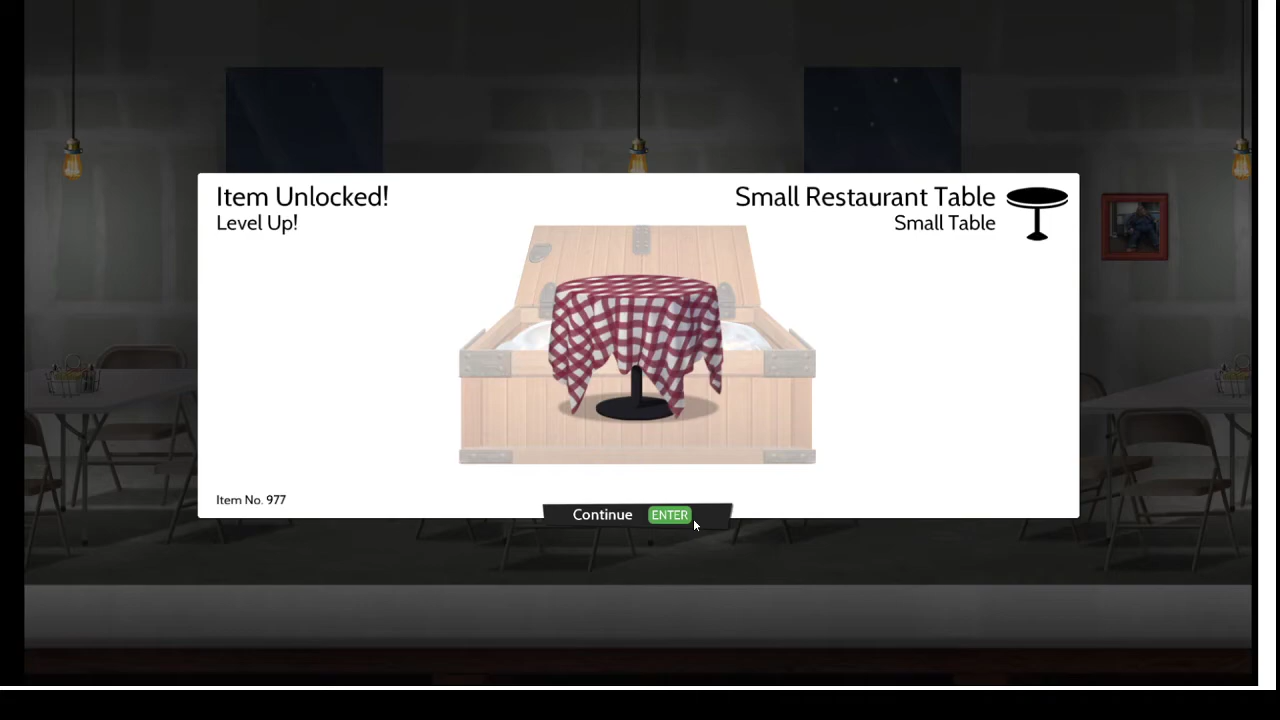 Item Unlocked!
Level Up!
Small Restaurant Table
Small Table
Item No. 977
Continue ENTER